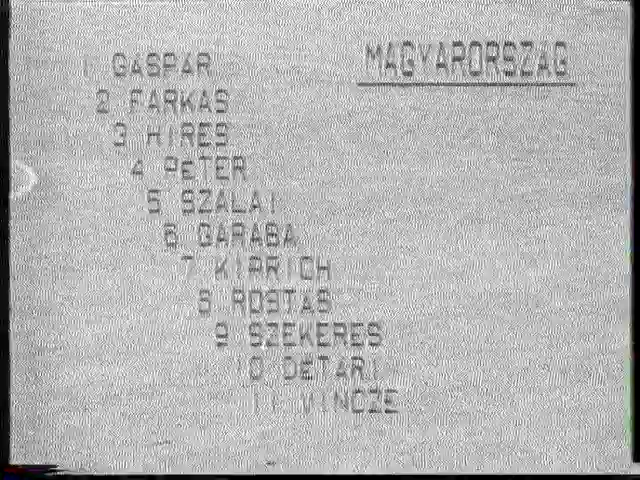 MAGYARORSZAG
1 GASPAR
2 FARKAS
3 HIRES
4 PETER
5 SZALAI
6 GARABA
7 KIPRICH
8 ROSTAS
9 SZEKERES
10 DETARI
11 VINCZE